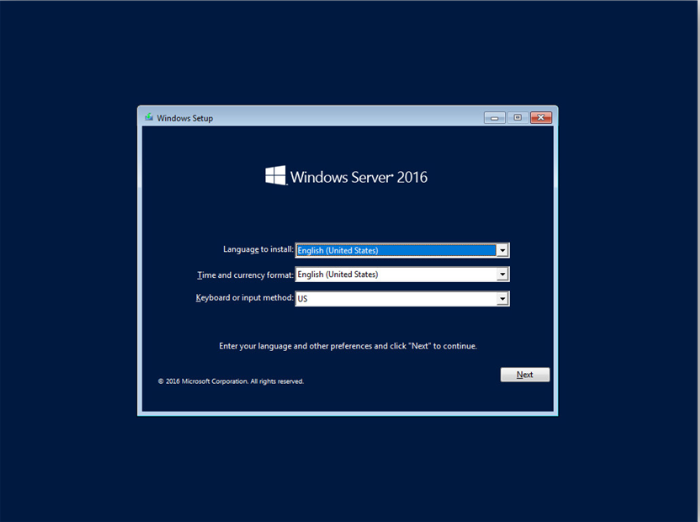 Windows Setup
Windows Server® 2016
Language to install: English (United States)
Time and currency format: English (United States)
Keyboard or input method: US
Enter your language and other preferences and click "Next" to continue.
Next
© 2016 Microsoft Corporation. All rights reserved.